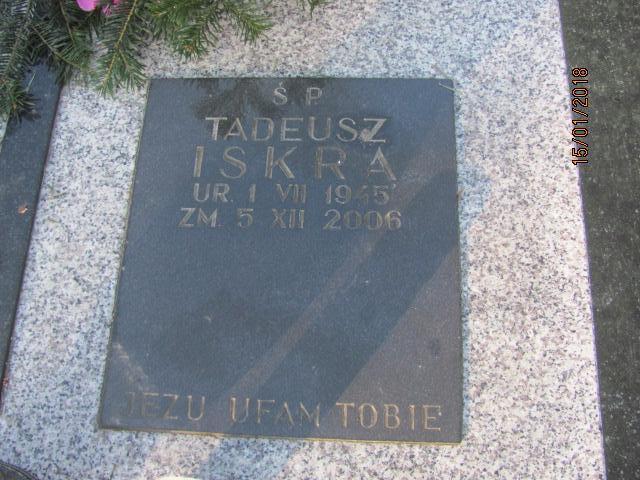 Ś P
TADEUSZ
ISKRA
UR. 1 VII 1945
ZM. 5 XII 2006
JEZU UFAM TOBIE
15/01/2018